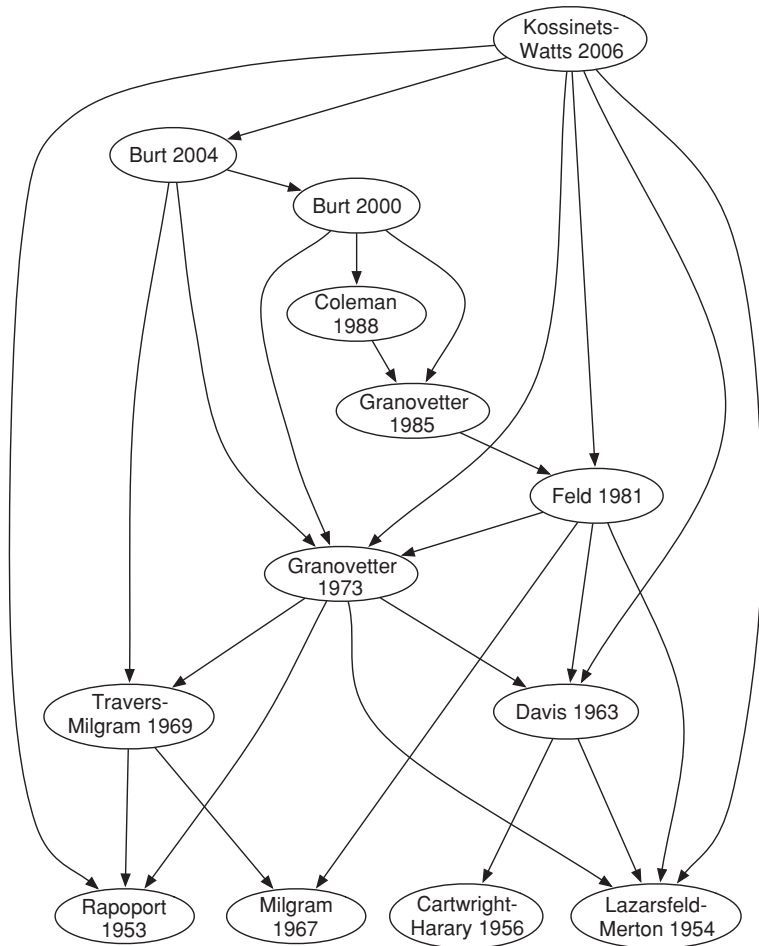 Kossinets-
Watts 2006
Burt 2004
Burt 2000
Coleman
1988
Granovetter
1985
Feld 1981
Granovetter
1973
Travers-
Milgram 1969
Davis 1963
Rapoport
1953
Milgram
1967
Cartwright-
Harary 1956
Lazarsfeld-
Merton 1954